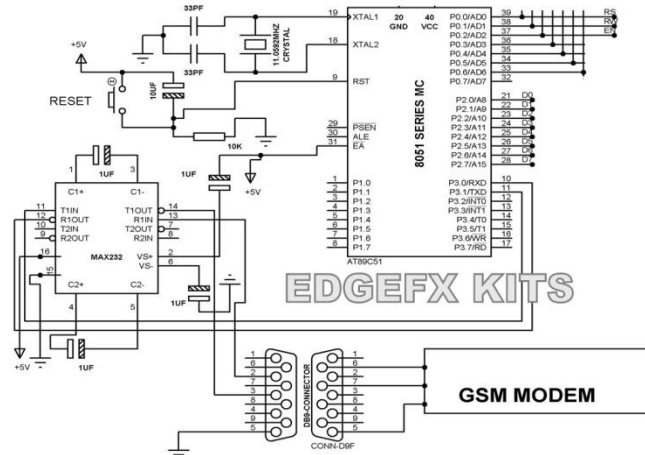 33PF
19 XTAL1
20 40
GND VCC
P0.0/AD0 39 RS
P0.1/AD1 38 RW
P0.2/AD2 37 EN
P0.3/AD3 36
P0.4/AD4 35
P0.5/AD5 34
P0.6/AD6 33
P0.7/AD7 32
11.0592MHZ
CRYSTAL
18 XTAL2
33PF
+5V
10UF
9 RST
RESET
10K
8051 SERIES MC
P2.0/A8 21 D0
P2.1/A9 22 D1
P2.2/A10 23 D2
P2.3/A11 24 D3
P2.4/A12 25 D4
P2.5/A13 26 D5
P2.6/A14 27 D6
P2.7/A15 28 D7
29 PSEN
30 ALE
31 EA
+5V
1UF
1UF
1 P1.0
2 P1.1
3 P1.2
4 P1.3
5 P1.4
6 P1.5
7 P1.6
8 P1.7
P3.0/RXD 10
P3.1/TXD 11
P3.2/INT0 12
P3.3/INT1 13
P3.4/T0 14
P3.5/T1 15
P3.6/WR 16
P3.7/RD 17
AT89C51
1 3
C1+ C1-
11 T1IN T1OUT 14
12 R1OUT R1IN 13
10 T2IN T2OUT 7
9 R2OUT R2IN 8
MAX232
16 VS+ 2
15 VS- 6
C2+ C2-
4 5
1UF
1UF
+5V
EDGEFX KITS
1
6
2
7
3
8
4
9
5
DB9-CONNECTOR
1
6
2
7
3
8
4
9
5
CONN-D9F
GSM MODEM